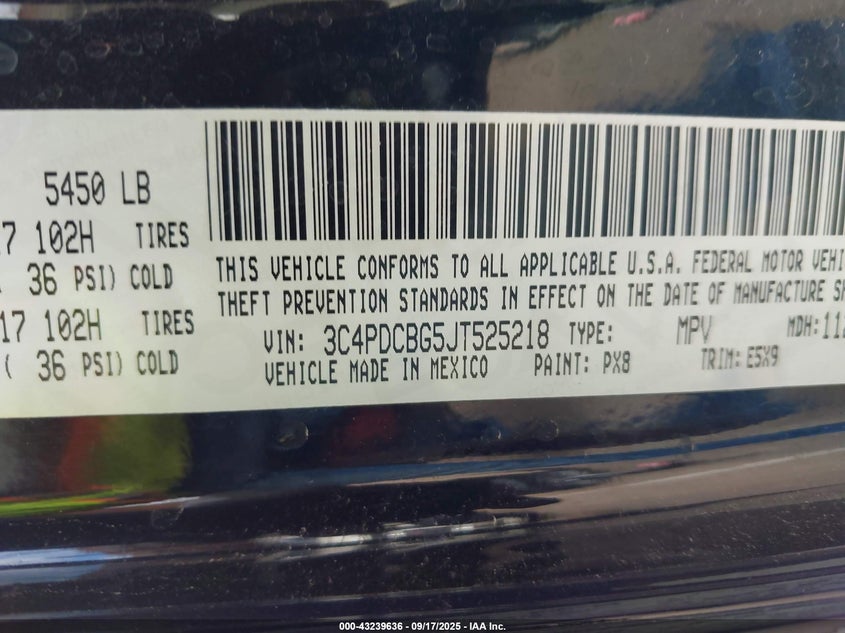 5450 LB
17 102H TIRES
36 PSI) COLD
17 102H TIRES
( 36 PSI) COLD
THIS VEHICLE CONFORMS TO ALL APPLICABLE U.S.A. FEDERAL MOTOR VEHI
THEFT PREVENTION STANDARDS IN EFFECT ON THE DATE OF MANUFACTURE SH
VIN: 3C4PDCBG5JT525218 TYPE: MPV MDH: 112
VEHICLE MADE IN MEXICO PAINT: PX8 TRIM: E5X9
000-43239636 - 09/17/2025 - IAA Inc.